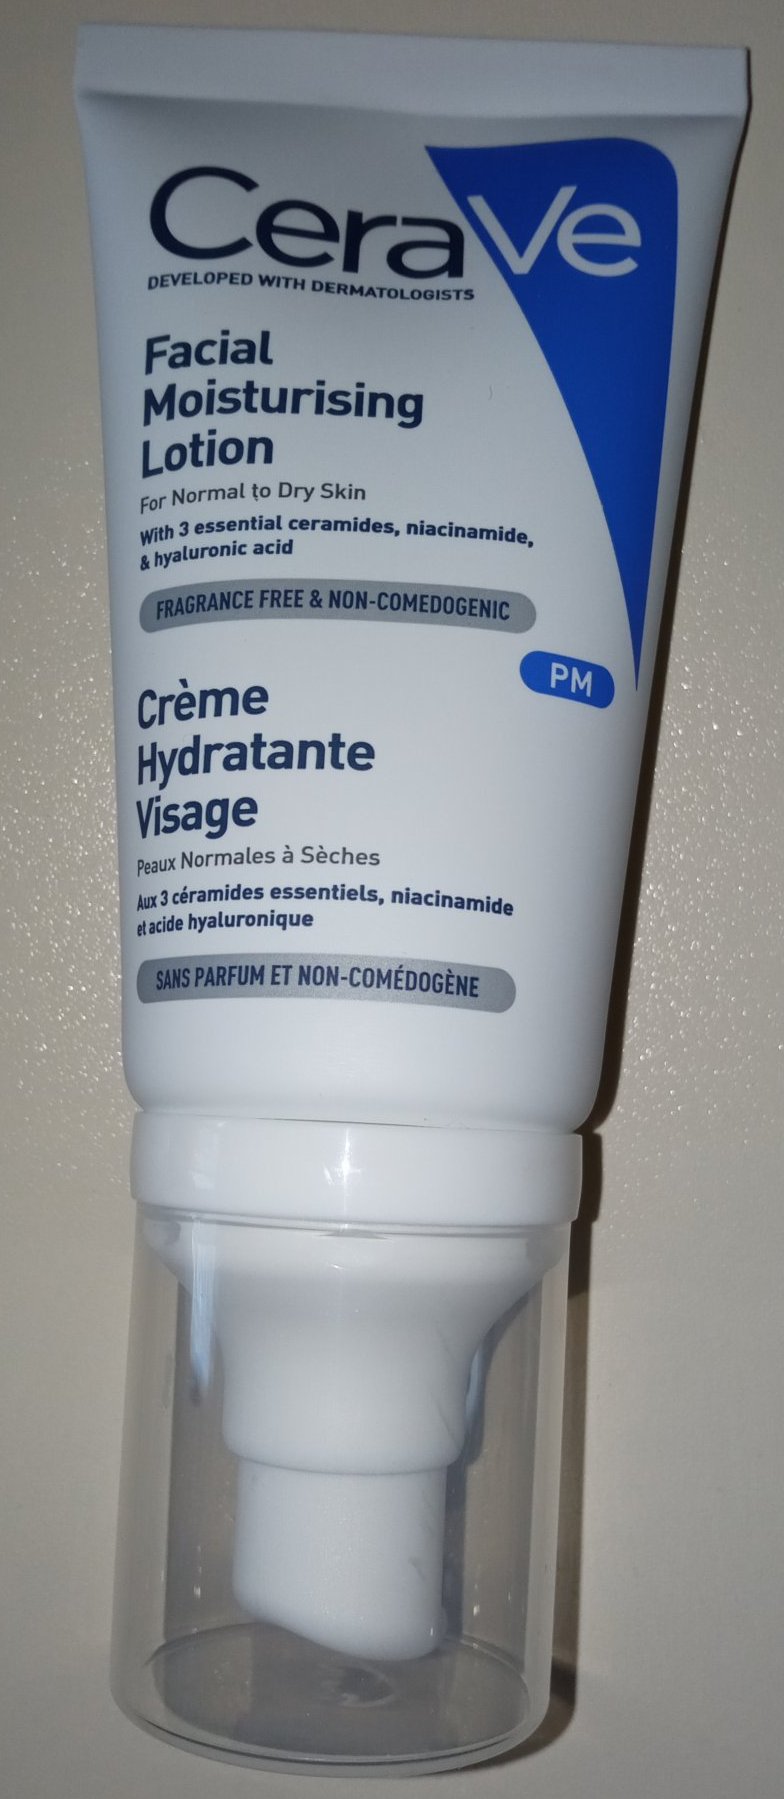 CeraVe
DEVELOPED WITH DERMATOLOGISTS
Facial
Moisturising
Lotion
For Normal to Dry Skin
With 3 essential ceramides, niacinamide,
& hyaluronic acid
FRAGRANCE FREE & NON-COMEDOGENIC
PM
Crème
Hydratante
Visage
Peaux Normales à Sèches
Aux 3 céramides essentiels, niacinamide
et acide hyaluronique
SANS PARFUM ET NON-COMÉDOGÈNE